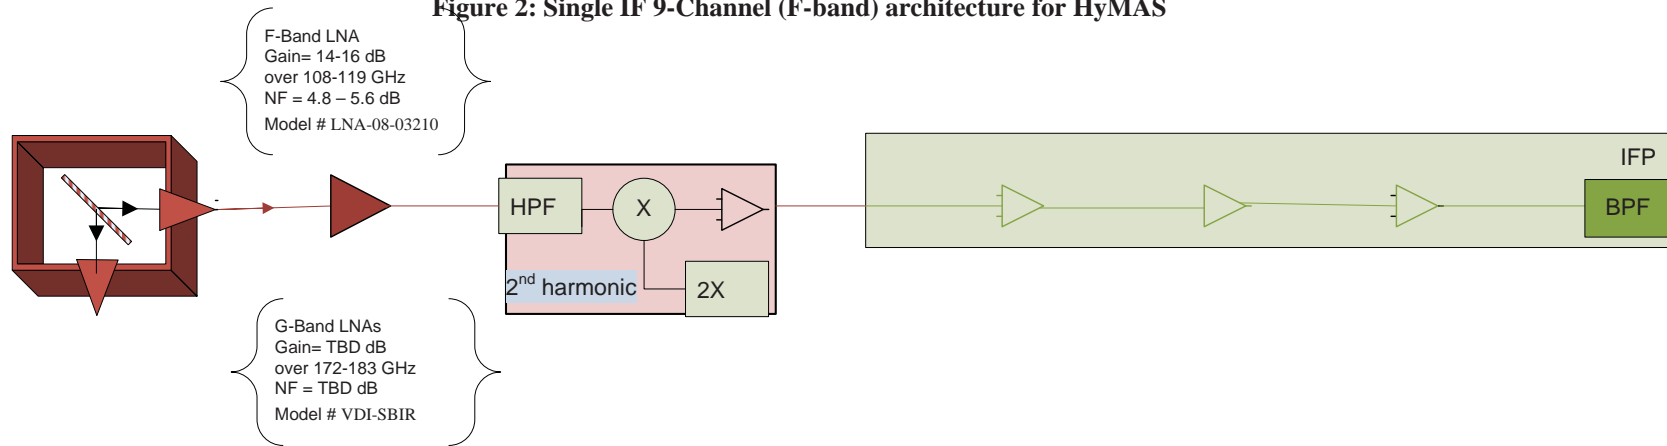 Figure 2: Single IF 9-Channel (F-band) architecture for HyMAS
F-Band LNA
Gain= 14-16 dB
over 108-119 GHz
NF = 4.8 – 5.6 dB
Model # LNA-08-03210
IFP
HPF
X
BPF
2nd harmonic
2X
G-Band LNAs
Gain= TBD dB
over 172-183 GHz
NF = TBD dB
Model # VDI-SBIR